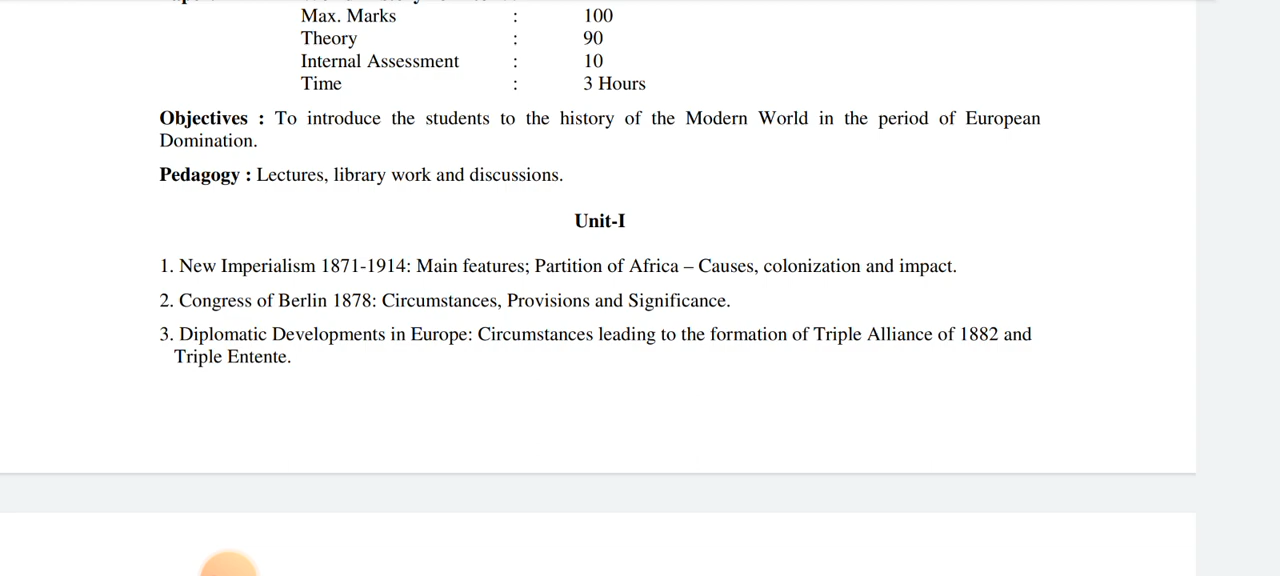 Max. Marks : 100
Theory : 90
Internal Assessment : 10
Time : 3 Hours
Objectives : To introduce the students to the history of the Modern World in the period of European
Domination.
Pedagogy : Lectures, library work and discussions.
Unit-I
1. New Imperialism 1871-1914: Main features; Partition of Africa – Causes, colonization and impact.
2. Congress of Berlin 1878: Circumstances, Provisions and Significance.
3. Diplomatic Developments in Europe: Circumstances leading to the formation of Triple Alliance of 1882 and
Triple Entente.